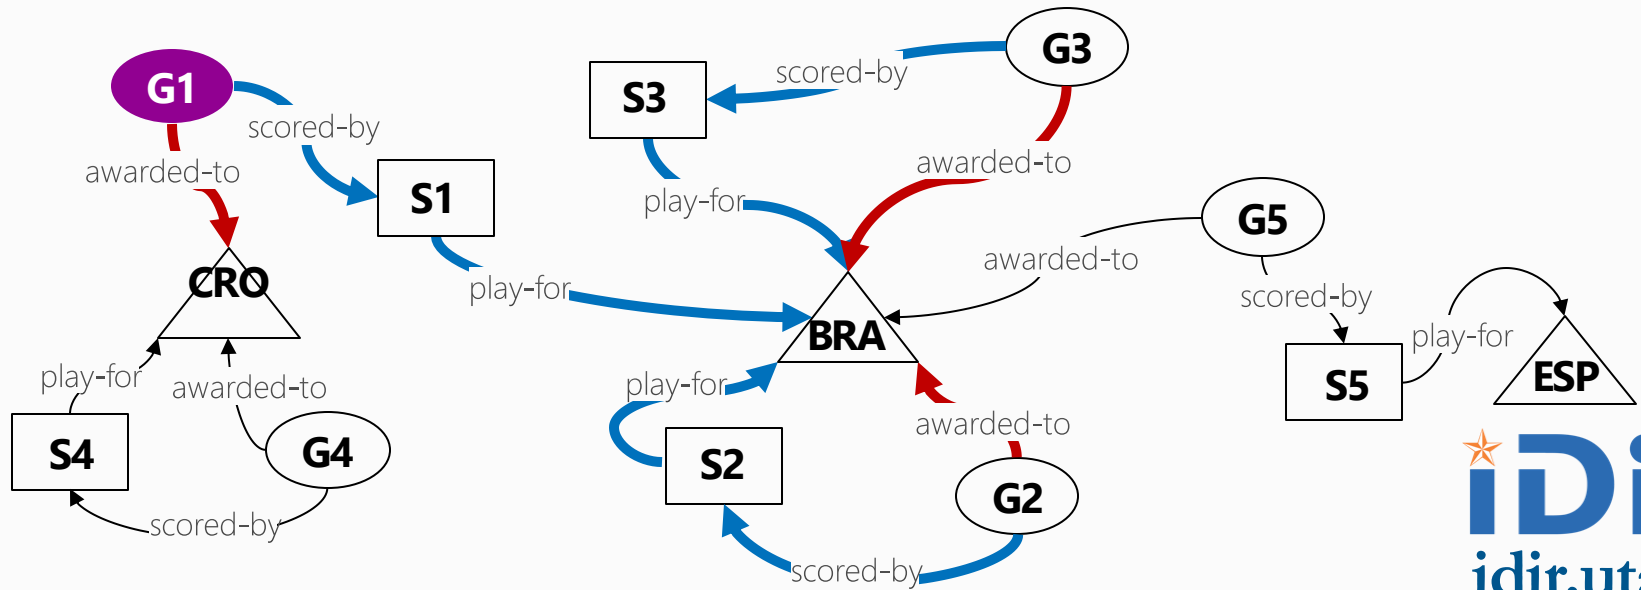 G3
G1
scored-by
S3
scored-by
awarded-to
awarded-to
S1
play-for
G5
awarded-to
CRO
play-for
scored-by
BRA
play-for
play-for
play-for
awarded-to
ESP
S5
awarded-to
S4
G4
S2
G2
scored-by
scored-by